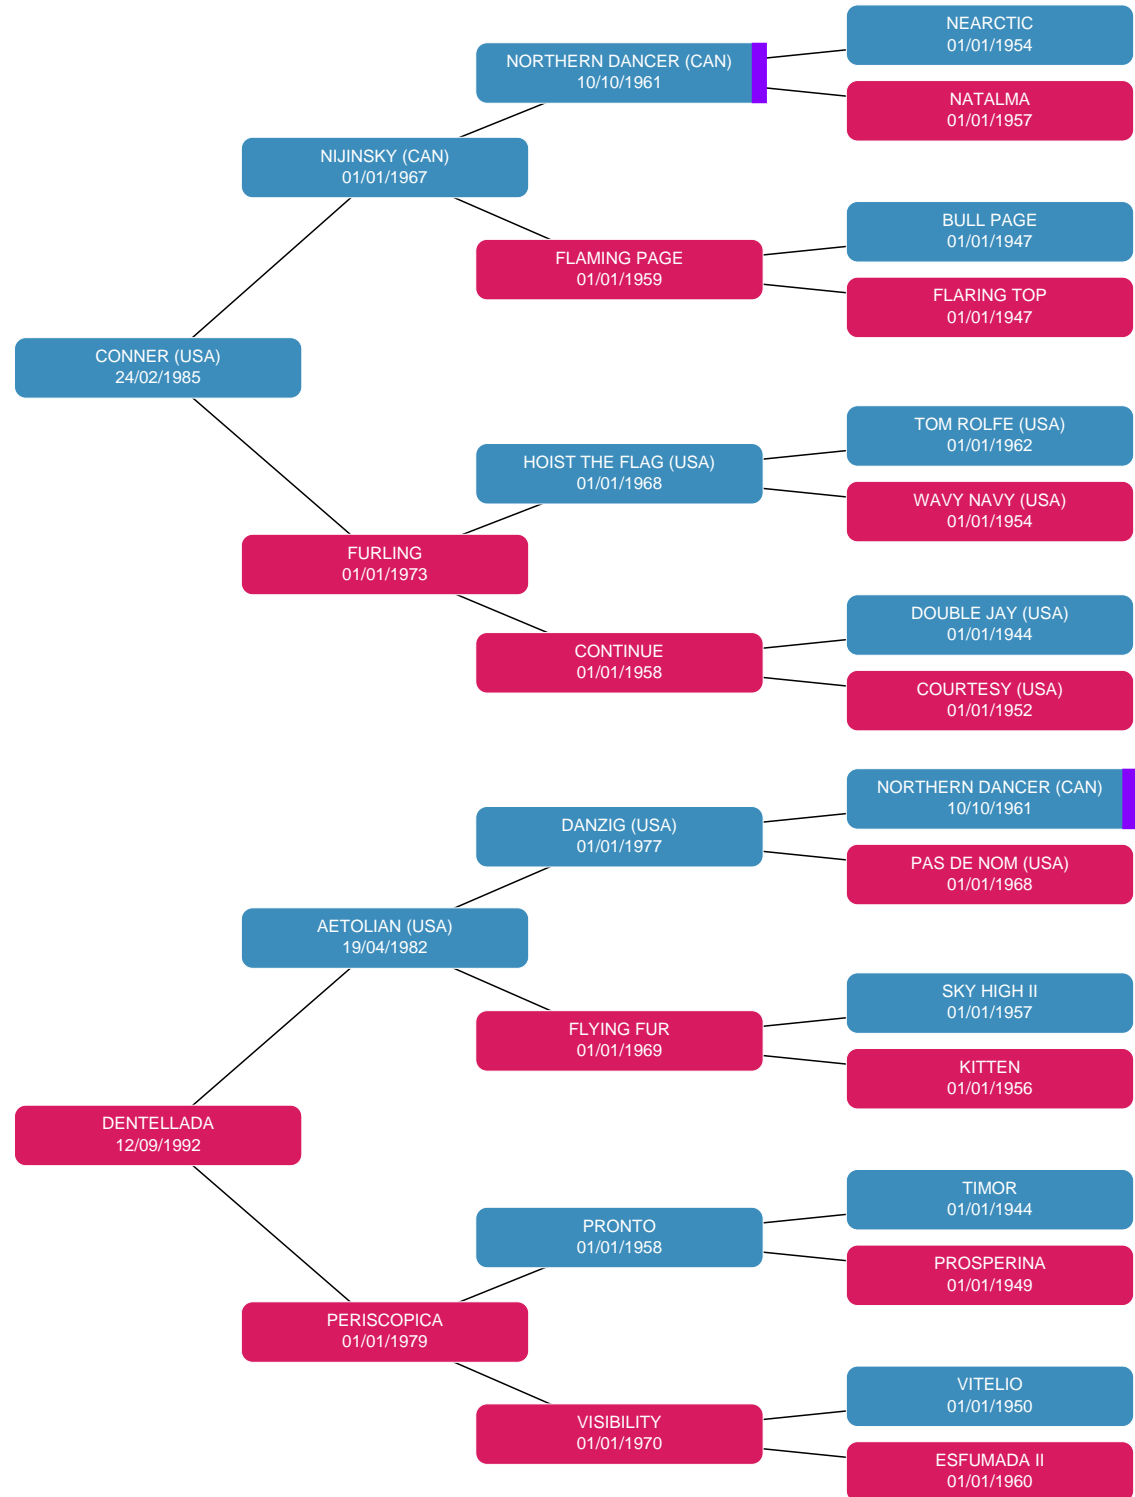 NEARCTIC
01/01/1954
NORTHERN DANCER (CAN)
10/10/1961
NATALMA
01/01/1957
NIJINSKY (CAN)
01/01/1967
BULL PAGE
01/01/1947
FLAMING PAGE
01/01/1959
FLARING TOP
01/01/1947
CONNER (USA)
24/02/1985
TOM ROLFE (USA)
01/01/1962
HOIST THE FLAG (USA)
01/01/1968
WAVY NAVY (USA)
01/01/1954
FURLING
01/01/1973
DOUBLE JAY (USA)
01/01/1944
CONTINUE
01/01/1958
COURTESY (USA)
01/01/1952
NORTHERN DANCER (CAN)
10/10/1961
DANZIG (USA)
01/01/1977
PAS DE NOM (USA)
01/01/1968
AETOLIAN (USA)
19/04/1982
SKY HIGH II
01/01/1957
FLYING FUR
01/01/1969
KITTEN
01/01/1956
DENTELLADA
12/09/1992
TIMOR
01/01/1944
PRONTO
01/01/1958
PROSPERINA
01/01/1949
PERISCOPICA
01/01/1979
VITELIO
01/01/1950
VISIBILITY
01/01/1970
ESFUMADA II
01/01/1960